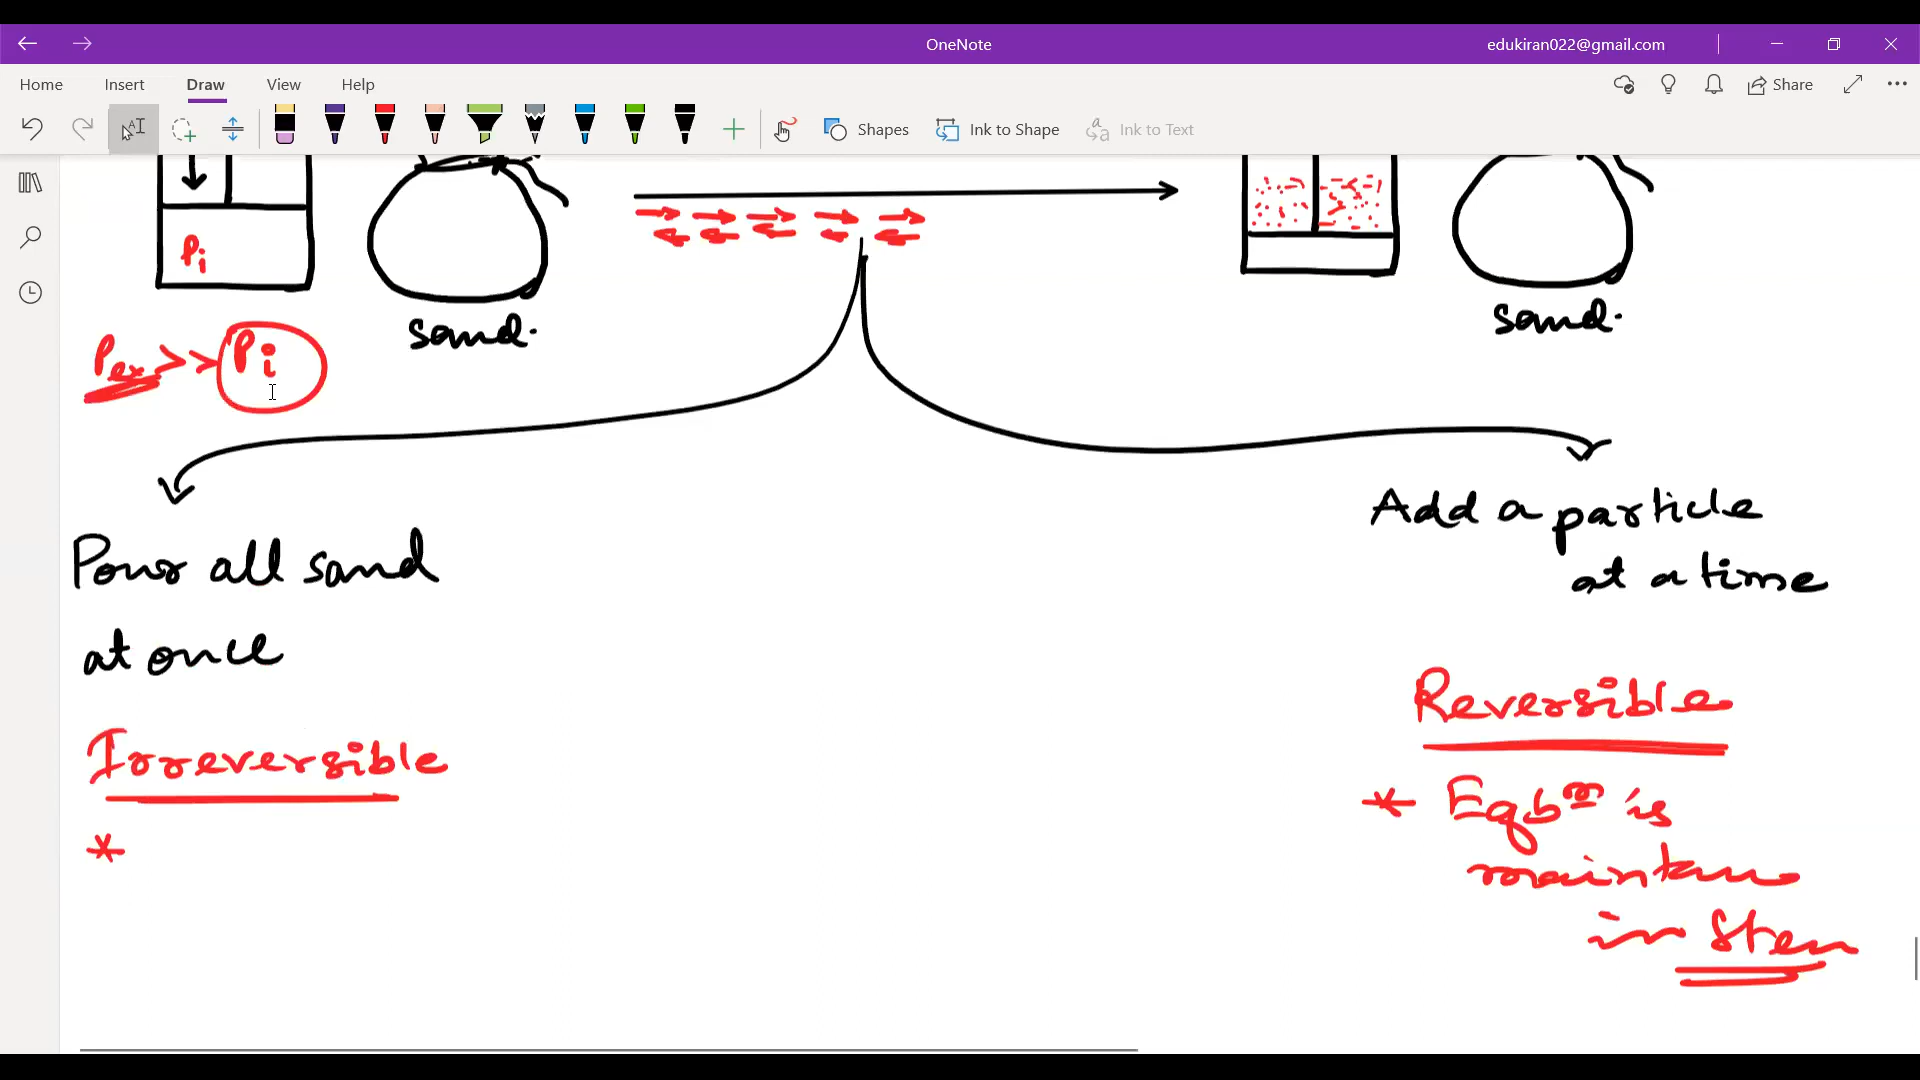 OneNote
edukiran022@gmail.com
Home Insert Draw View Help
Share
Shapes
Ink to Shape
Ink to Text
Pi
sand.
sand.
Pex >> Pi
Pour all sand
at once
Add a particle
at a time
Irreversible
*
Reversible
* Eqbm is
maintain
in